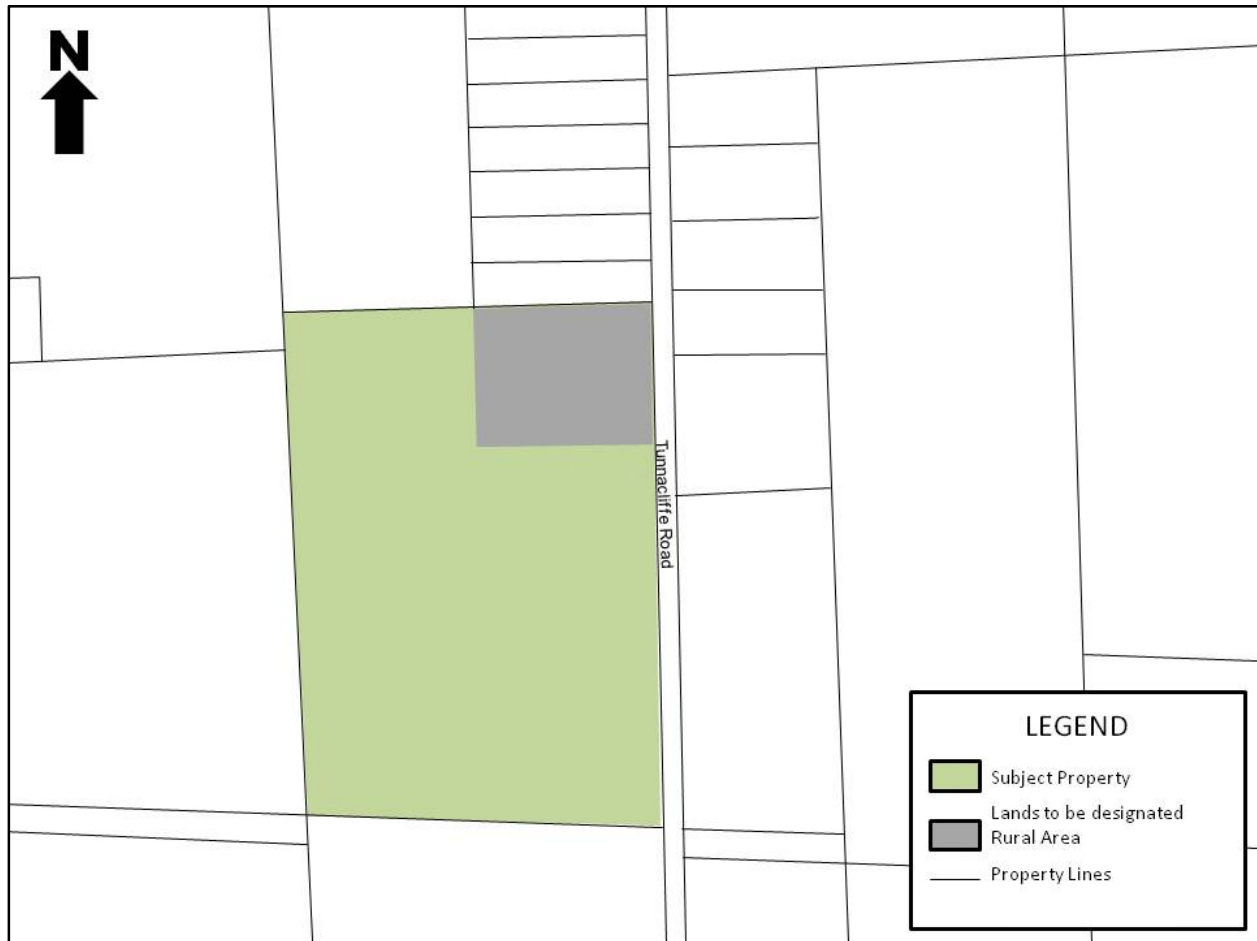 N
Tunnacliffe Road
LEGEND
Subject Property
Lands to be designated
Rural Area
Property Lines